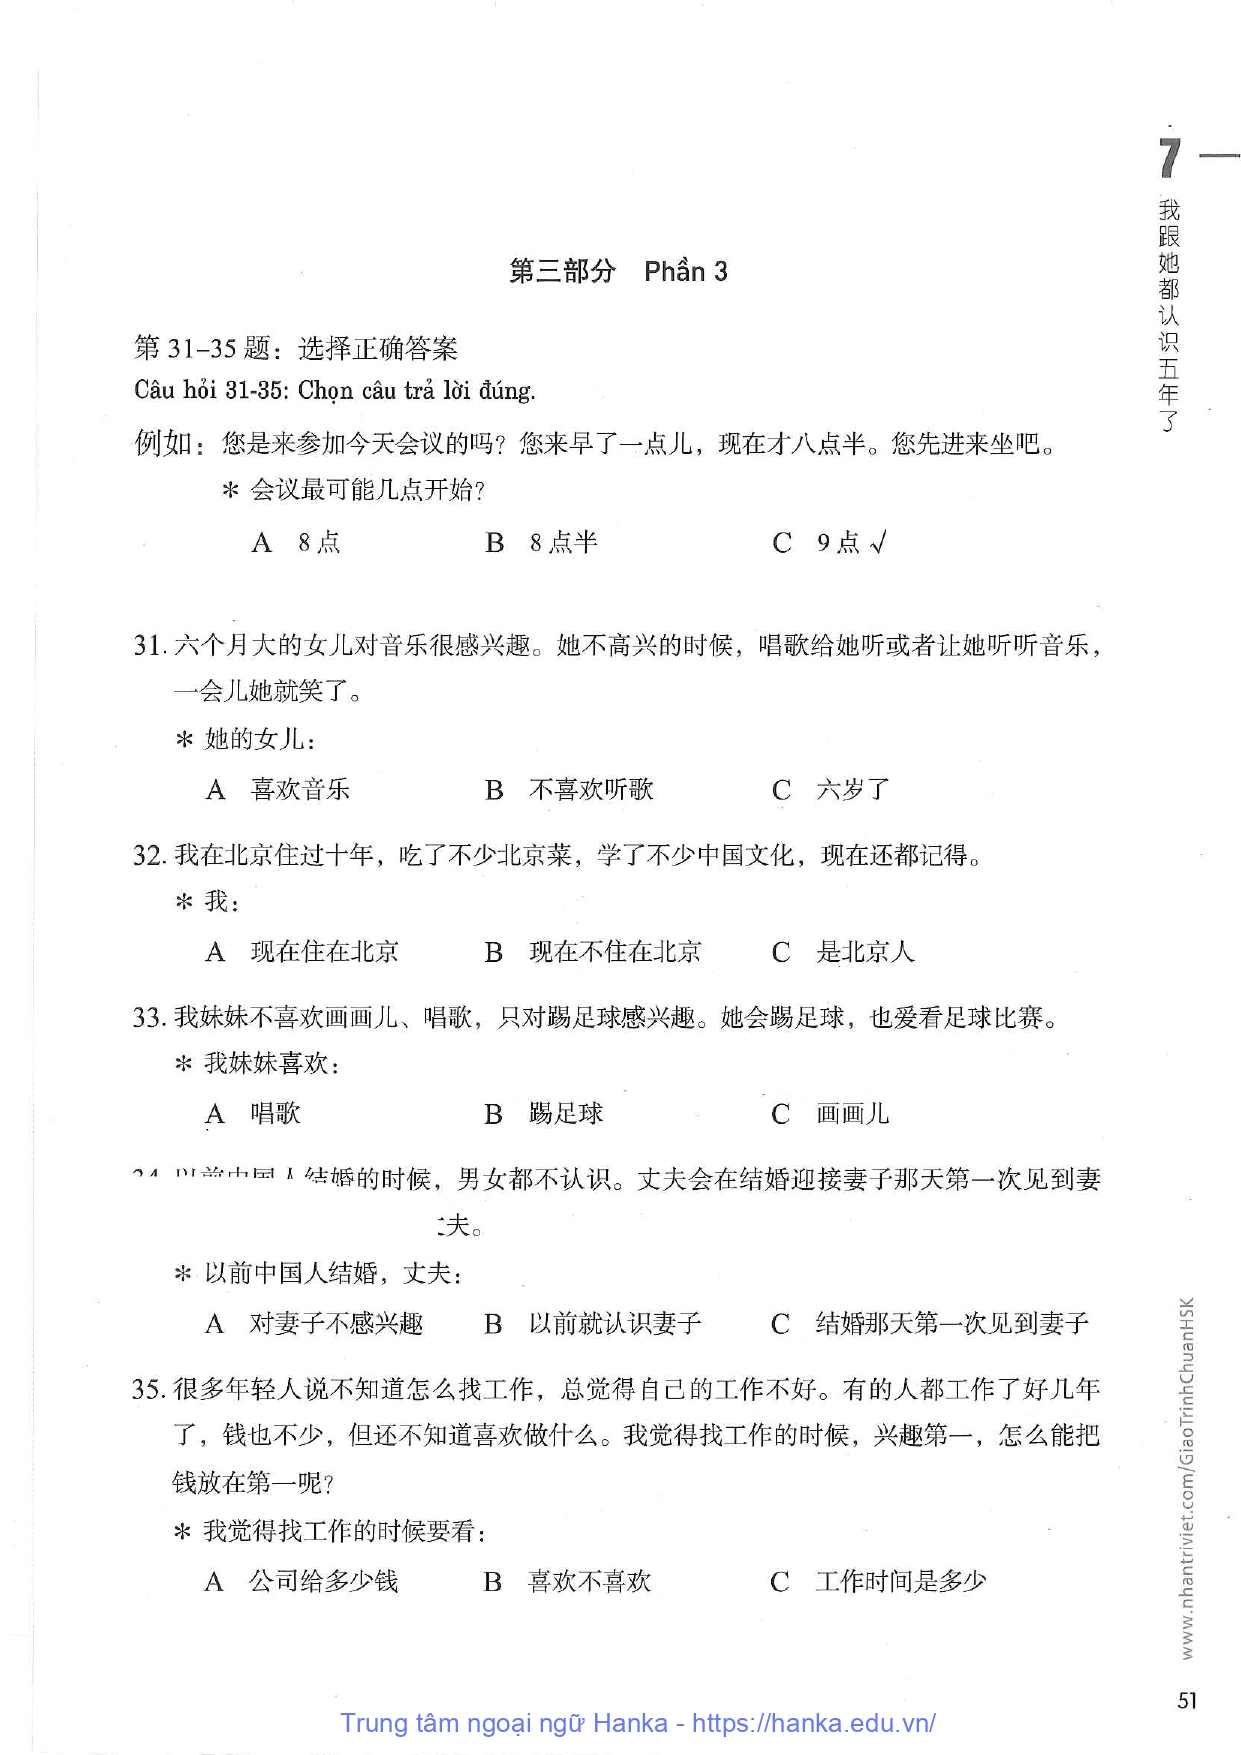 7
我跟她都认识五年了
第三部分 Phần 3
第 31–35 题：选择正确答案
Câu hỏi 31-35: Chọn câu trả lời đúng.
例如：您是来参加今天会议的吗？您来早了一点儿，现在才八点半。您先进来坐吧。
＊ 会议最可能几点开始？
A 8 点 B 8 点半 C 9 点 √
31. 六个月大的女儿对音乐很感兴趣。她不高兴的时候，唱歌给她听或者让她听听音乐，
一会儿她就笑了。
＊ 她的女儿：
A 喜欢音乐 B 不喜欢听歌 C 六岁了
32. 我在北京住过十年，吃了不少北京菜，学了不少中国文化，现在还都记得。
＊ 我：
A 现在住在北京 B 现在不住在北京 C 是北京人
33. 我妹妹不喜欢画画儿、唱歌，只对踢足球感兴趣。她会踢足球，也爱看足球比赛。
＊ 我妹妹喜欢：
A 唱歌 B 踢足球 C 画画儿
结婚的时候，男女都不认识。丈夫会在结婚迎接妻子那天第一次见到妻
夫。
＊ 以前中国人结婚，丈夫：
A 对妻子不感兴趣 B 以前就认识妻子 C 结婚那天第一次见到妻子
35. 很多年轻人说不知道怎么找工作，总觉得自己的工作不好。有的人都工作了好几年
了，钱也不少，但还不知道喜欢做什么。我觉得找工作的时候，兴趣第一，怎么能把
钱放在第一呢？
＊ 我觉得找工作的时候要看：
A 公司给多少钱 B 喜欢不喜欢 C 工作时间是多少
www.nhantriviet.com/GiaoTrinhChuanHSK
51
Trung tâm ngoại ngữ Hanka - https://hanka.edu.vn/